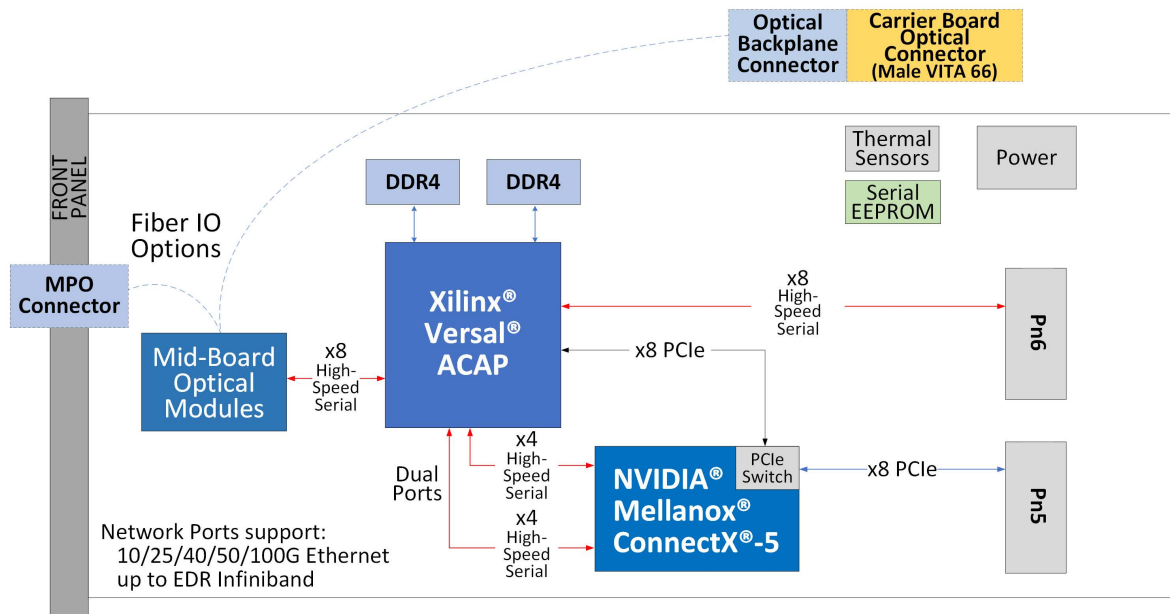 Optical
Backplane
Connector
Carrier Board
Optical
Connector
(Male VITA 66)
FRONT
PANEL
Thermal
Sensors
Power
Serial
EEPROM
DDR4
DDR4
Fiber IO
Options
MPO
Connector
Mid-Board
Optical
Modules
x8
High-
Speed
Serial
Xilinx®
Versal®
ACAP
x8
High-
Speed
Serial
Pn6
x8 PCIe
Dual
Ports
x4
High-
Speed
Serial
x4
High-
Speed
Serial
PCIe
Switch
NVIDIA®
Mellanox®
ConnectX®-5
x8 PCIe
Pn5
Network Ports support:
10/25/40/50/100G Ethernet
up to EDR Infiniband